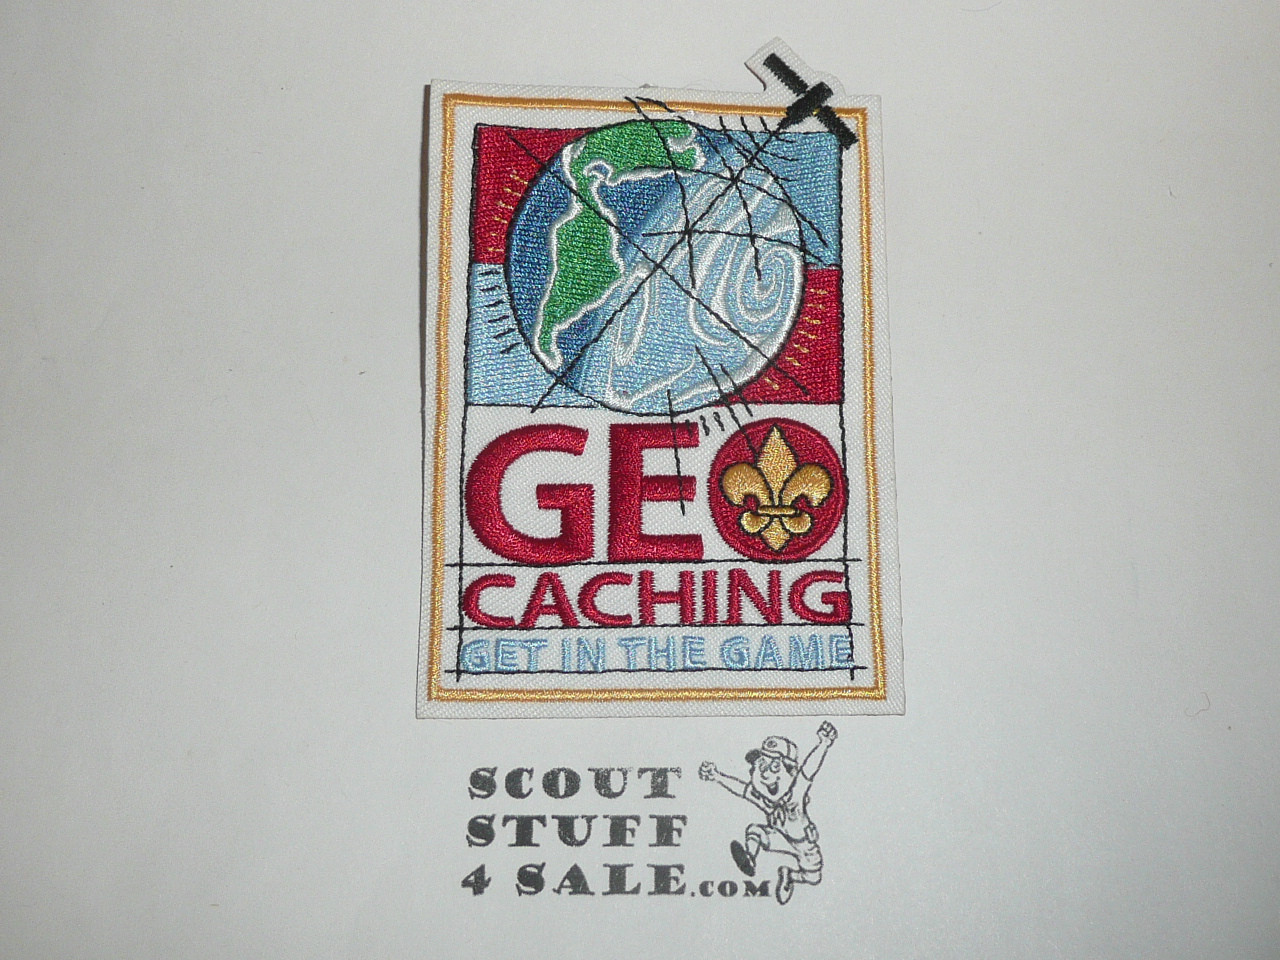 GEO
CACHING
GET IN THE GAME
SCOUT
STUFF
4 SALE.COM